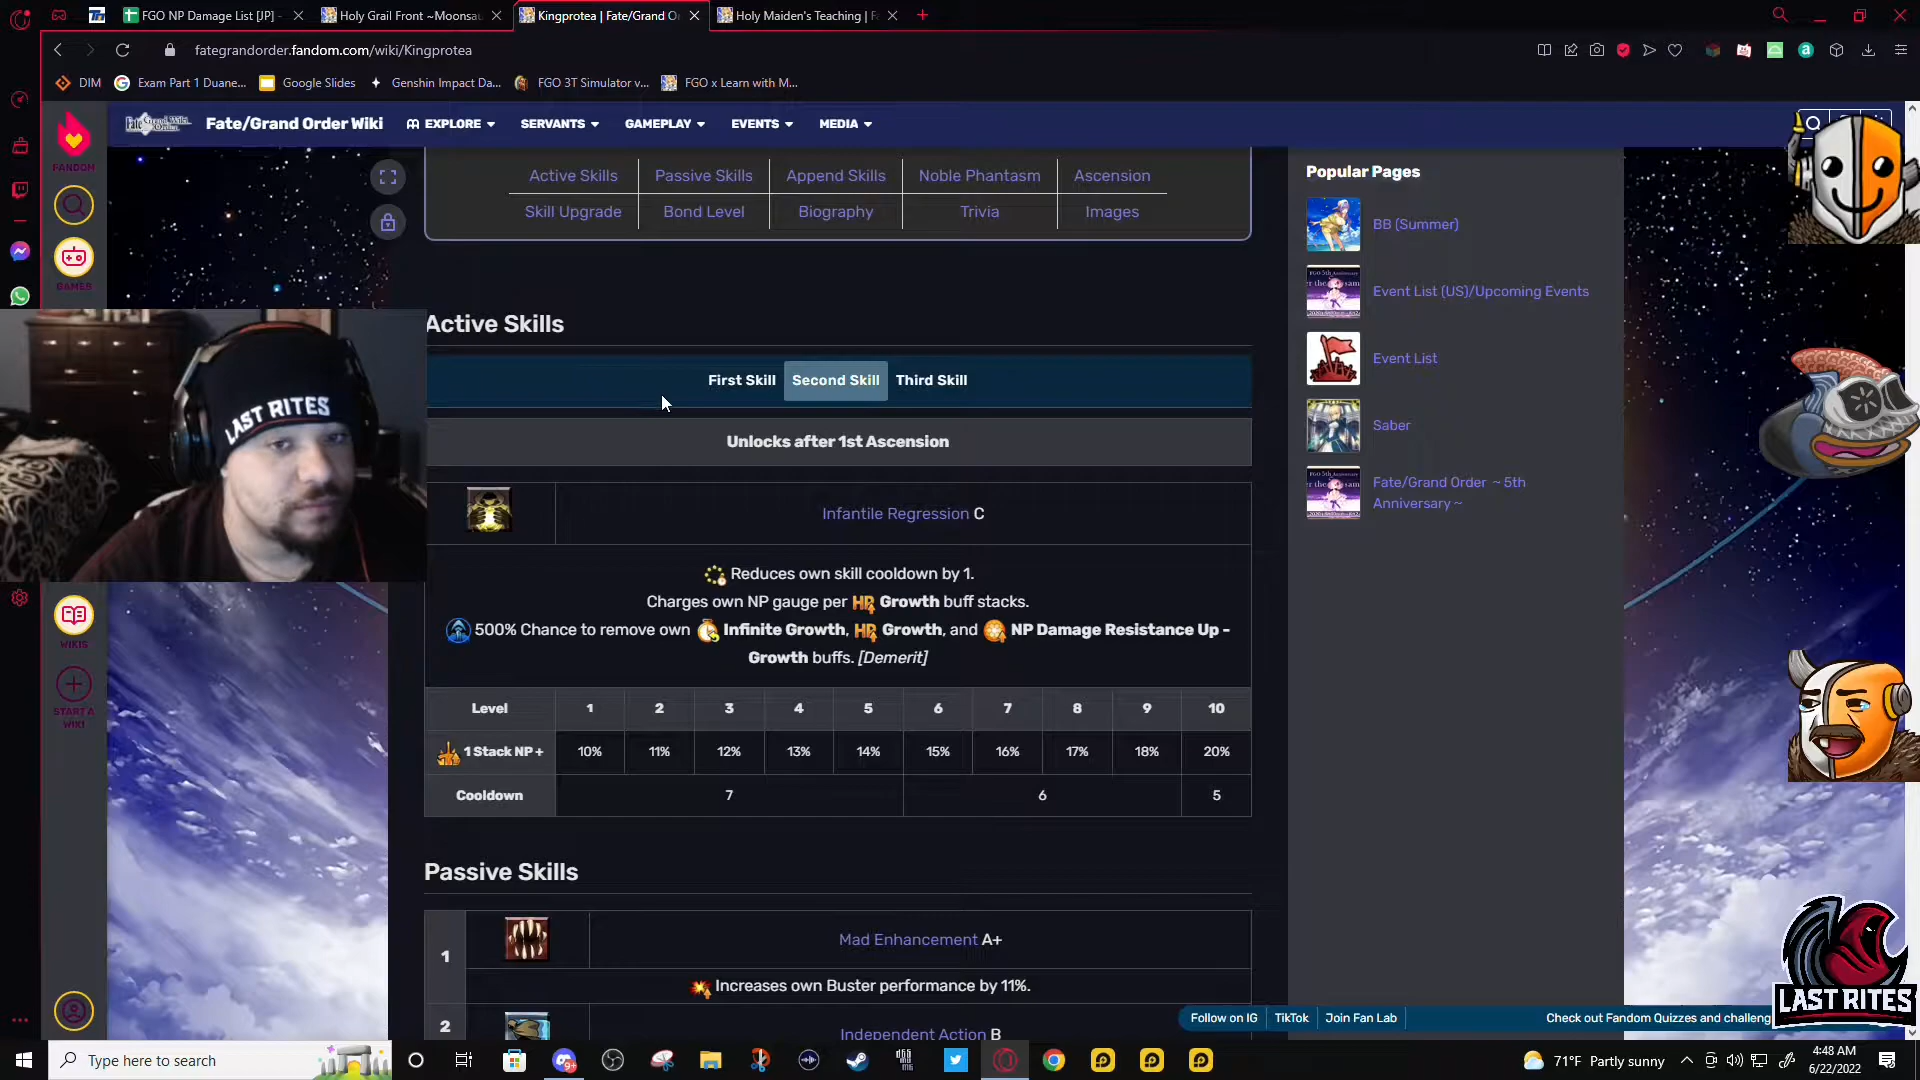 FGO NP Damage List [JP] -
Holy Grail Front ~Moonsau
Kingprotea | Fate/Grand Or
Holy Maiden's Teaching | F
fategrandorder.fandom.com/wiki/Kingprotea
DIM
Exam Part 1 Duane...
Google Slides
Genshin Impact Da...
FGO 3T Simulator v...
FGO x Learn with M...
Fate/Grand Order Wiki
EXPLORE
SERVANTS
GAMEPLAY
EVENTS
MEDIA
FANDOM
GAMES
WIKIS
START A
WIKI
Active Skills
Passive Skills
Append Skills
Noble Phantasm
Ascension
Skill Upgrade
Bond Level
Biography
Trivia
Images
Popular Pages
BB (Summer)
Event List (US)/Upcoming Events
Event List
Saber
Fate/Grand Order ~5th
Anniversary~
LAST RITES
Active Skills
First Skill
Second Skill
Third Skill
Unlocks after 1st Ascension
Infantile Regression C
Reduces own skill cooldown by 1.
Charges own NP gauge per Growth buff stacks.
500% Chance to remove own Infinite Growth, Growth, and NP Damage Resistance Up -
Growth buffs. [Demerit]
Level 1 2 3 4 5 6 7 8 9 10
1 Stack NP + 10% 11% 12% 13% 14% 15% 16% 17% 18% 20%
Cooldown 7 6 5
Passive Skills
1
Mad Enhancement A+
Increases own Buster performance by 11%.
2
Independent Action B
Follow on IG
TikTok
Join Fan Lab
Check out Fandom Quizzes and challeng
LAST RITES
Type here to search
71°F Partly sunny
4:48 AM
6/22/2022